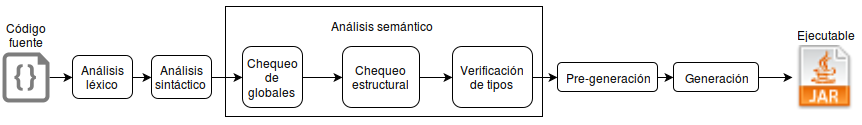 Código
fuente
{}
Análisis
léxico
Análisis
sintáctico
Análisis semántico
Chequeo
de
globales
Chequeo
estructural
Verificación
de tipos
Pre-generación
Generación
Ejecutable
Java
JAR